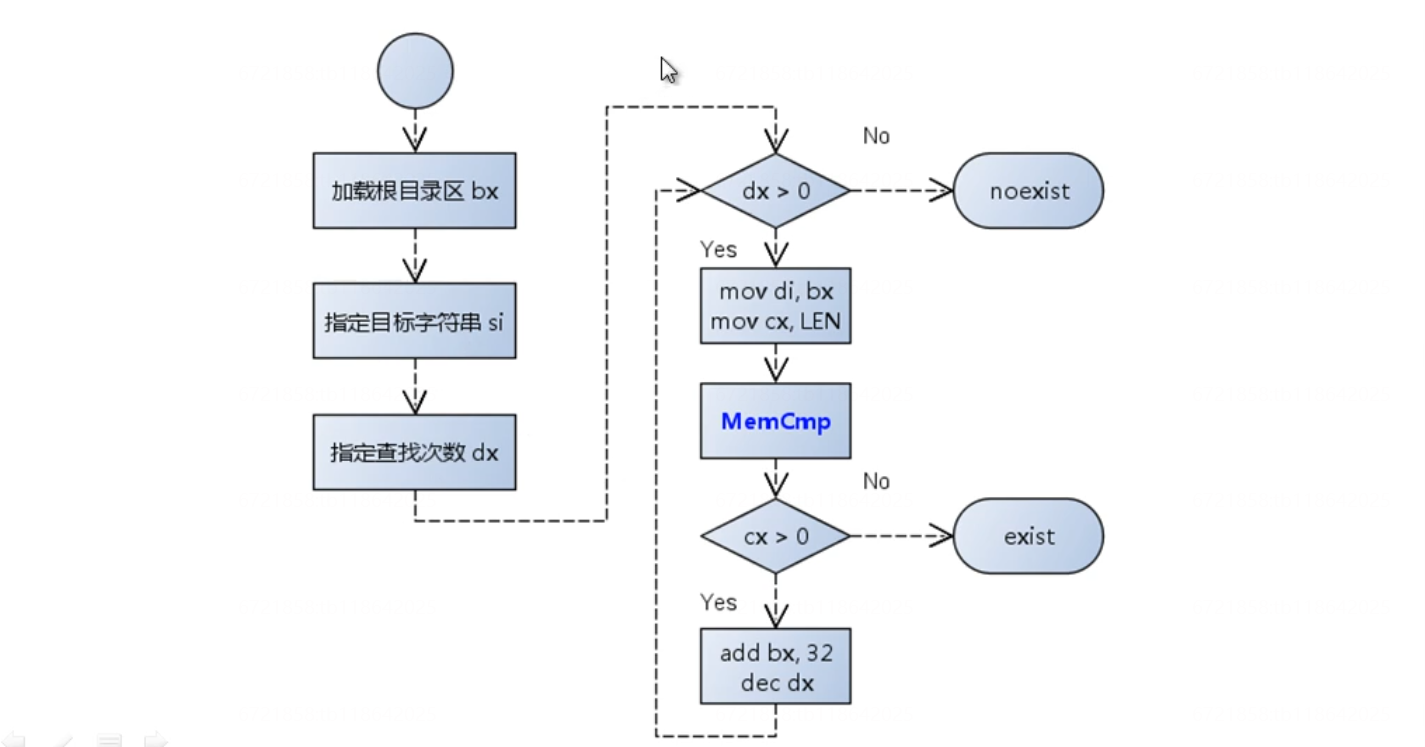 加载根目录区 bx
指定目标字符串 si
指定查找次数 dx
dx > 0
No
noexist
Yes
mov di, bx
mov cx, LEN
MemCmp
cx > 0
No
exist
Yes
add bx, 32
dec dx